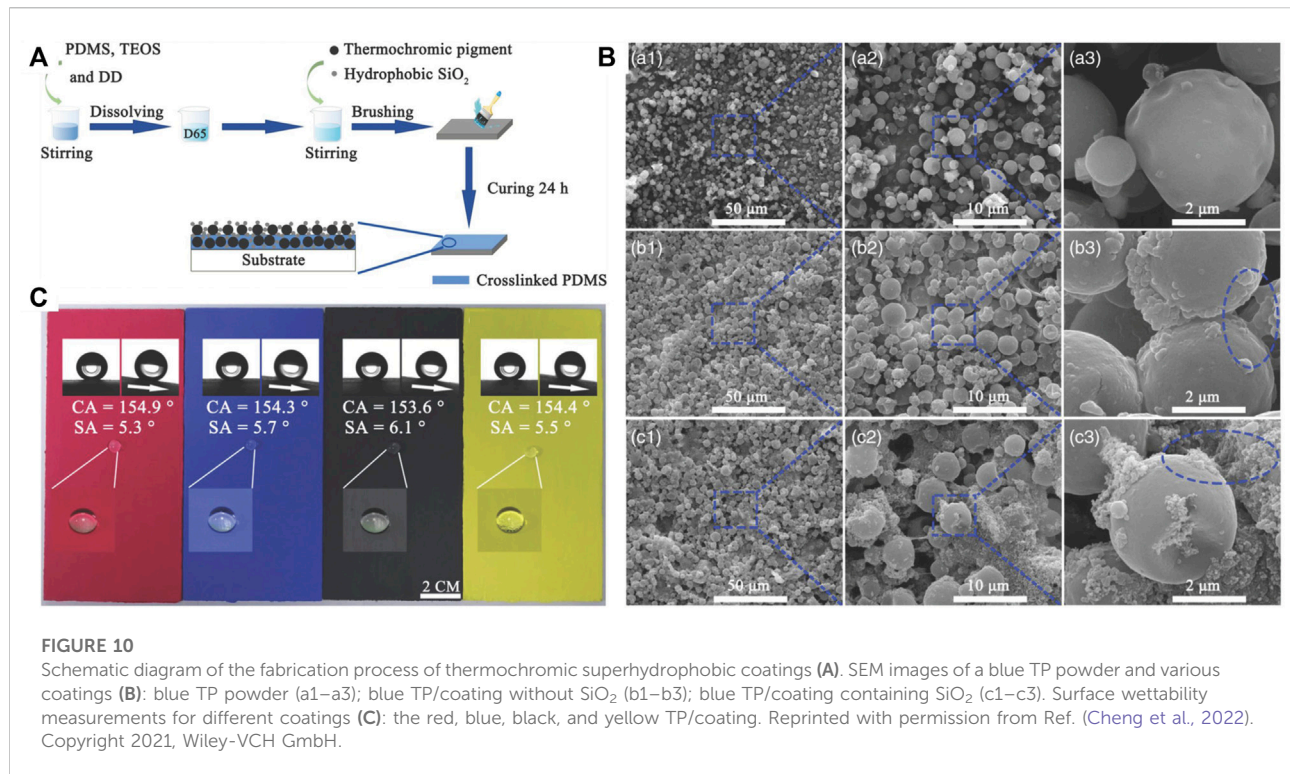 A
PDMS, TEOS
and DD
Dissolving
Stirring
D65
Thermochromic pigment
Hydrophobic SiO₂
Brushing
Stirring
Curing 24 h
Substrate
Crosslinked PDMS
B
(a1)
50 µm
(a2)
10 µm
(a3)
2 µm
(b1)
50 µm
(b2)
10 µm
(b3)
2 µm
(c1)
50 µm
(c2)
10 µm
(c3)
2 µm
C
CA = 154.9 °
SA = 5.3 °
CA = 154.3 °
SA = 5.7 °
CA = 153.6 °
SA = 6.1 °
CA = 154.4 °
SA = 5.5 °
2 CM
FIGURE 10
Schematic diagram of the fabrication process of thermochromic superhydrophobic coatings (A). SEM images of a blue TP powder and various
coatings (B): blue TP powder (a1–a3); blue TP/coating without SiO₂ (b1–b3); blue TP/coating containing SiO₂ (c1–c3). Surface wettability
measurements for different coatings (C): the red, blue, black, and yellow TP/coating. Reprinted with permission from Ref. (Cheng et al., 2022).
Copyright 2021, Wiley-VCH GmbH.